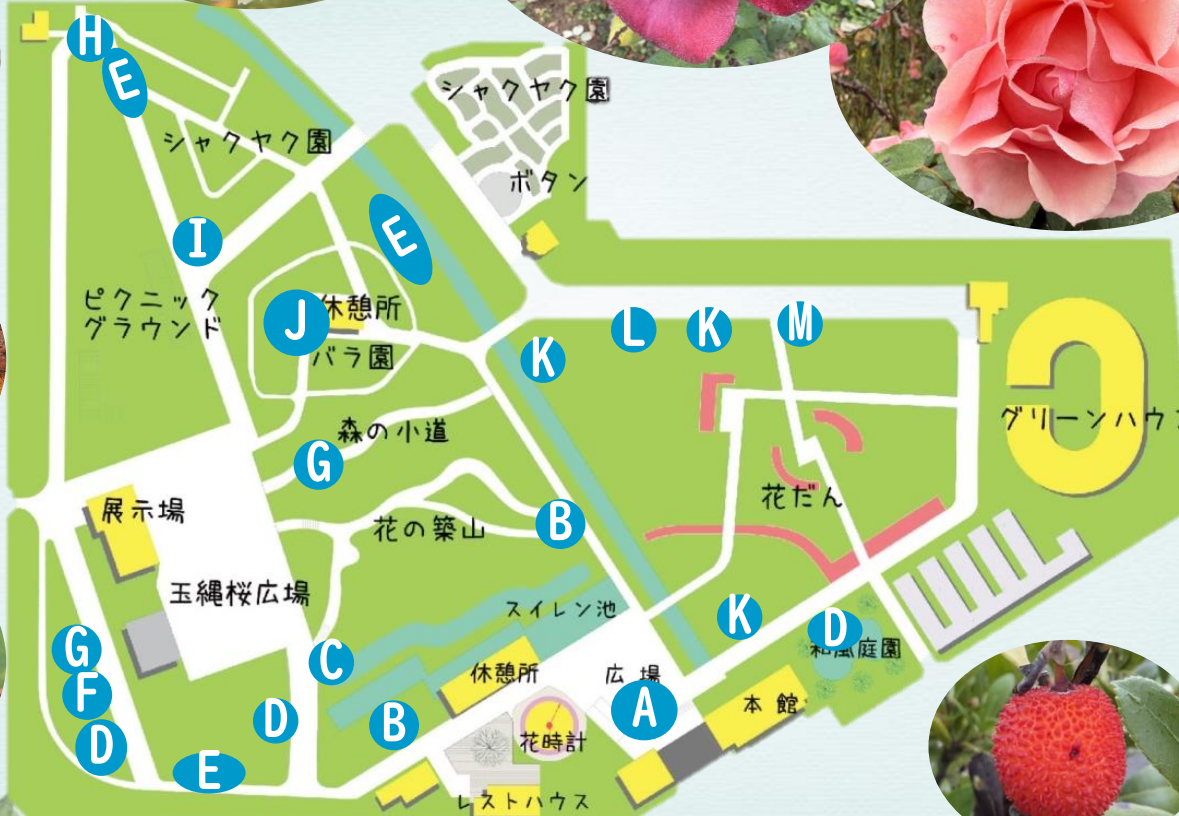 H
E
シャクヤク園
シャクヤク園
ボタン
I
E
ピクニック
グラウンド
J
休憩所
バラ園
K
L
K
M
森の小道
G
グリーンハウ
展示場
花の築山
B
花だん
玉縄桜広場
スイレン池
G
F
D
C
D
E
B
休憩所
広場
A
K
D
和風庭園
本館
花時計
レストハウス